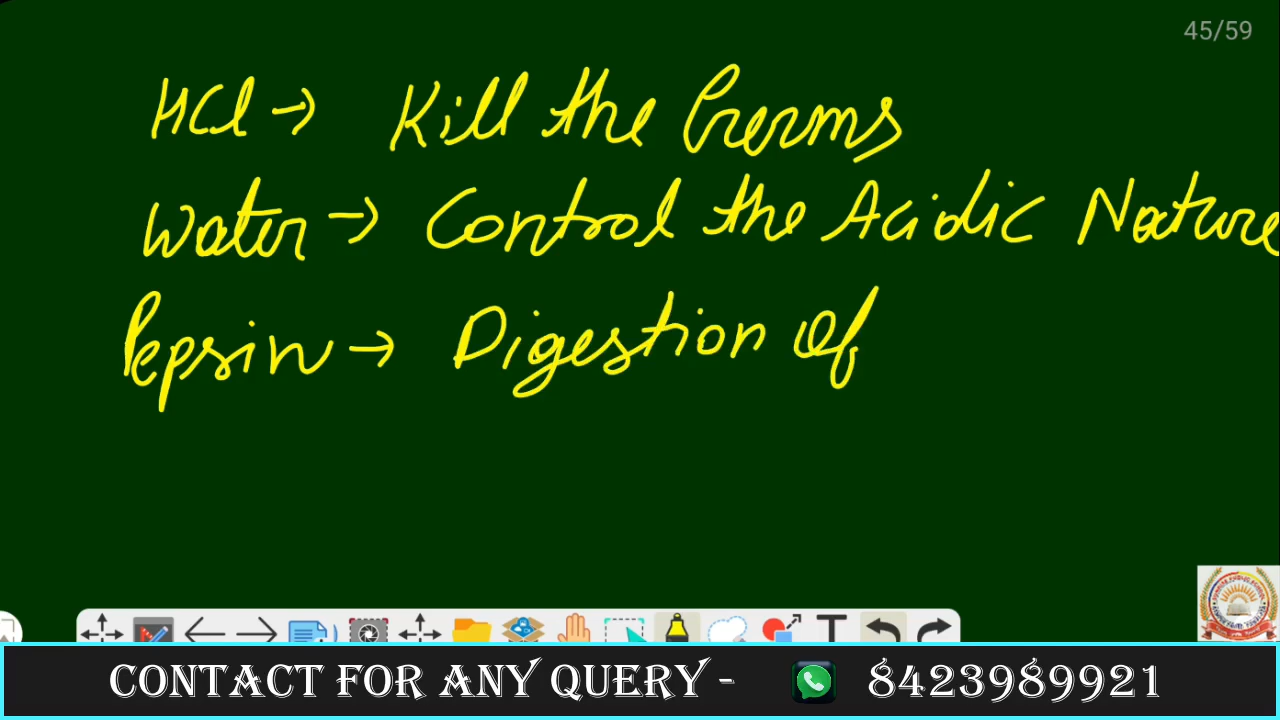 45/59
HCl → Kill the Germs
Water → Control the Acidic Nature
Pepsin → Digestion Of
T
CONTACT FOR ANY QUERY - 8423989921